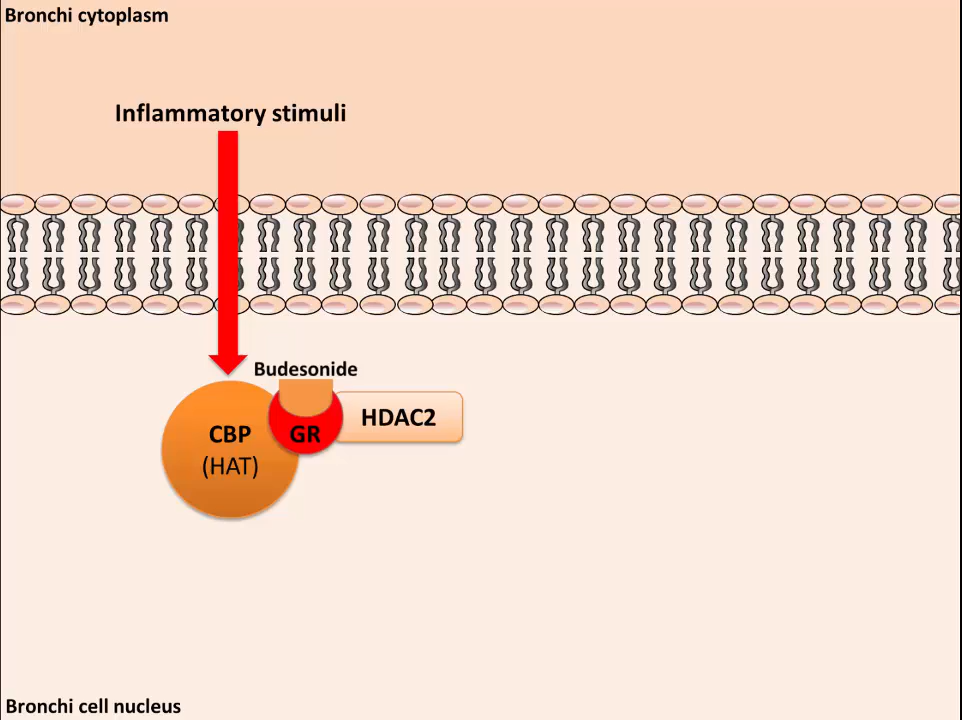 Bronchi cytoplasm
Inflammatory stimuli
Budesonide
CBP
(HAT)
GR
HDAC2
Bronchi cell nucleus